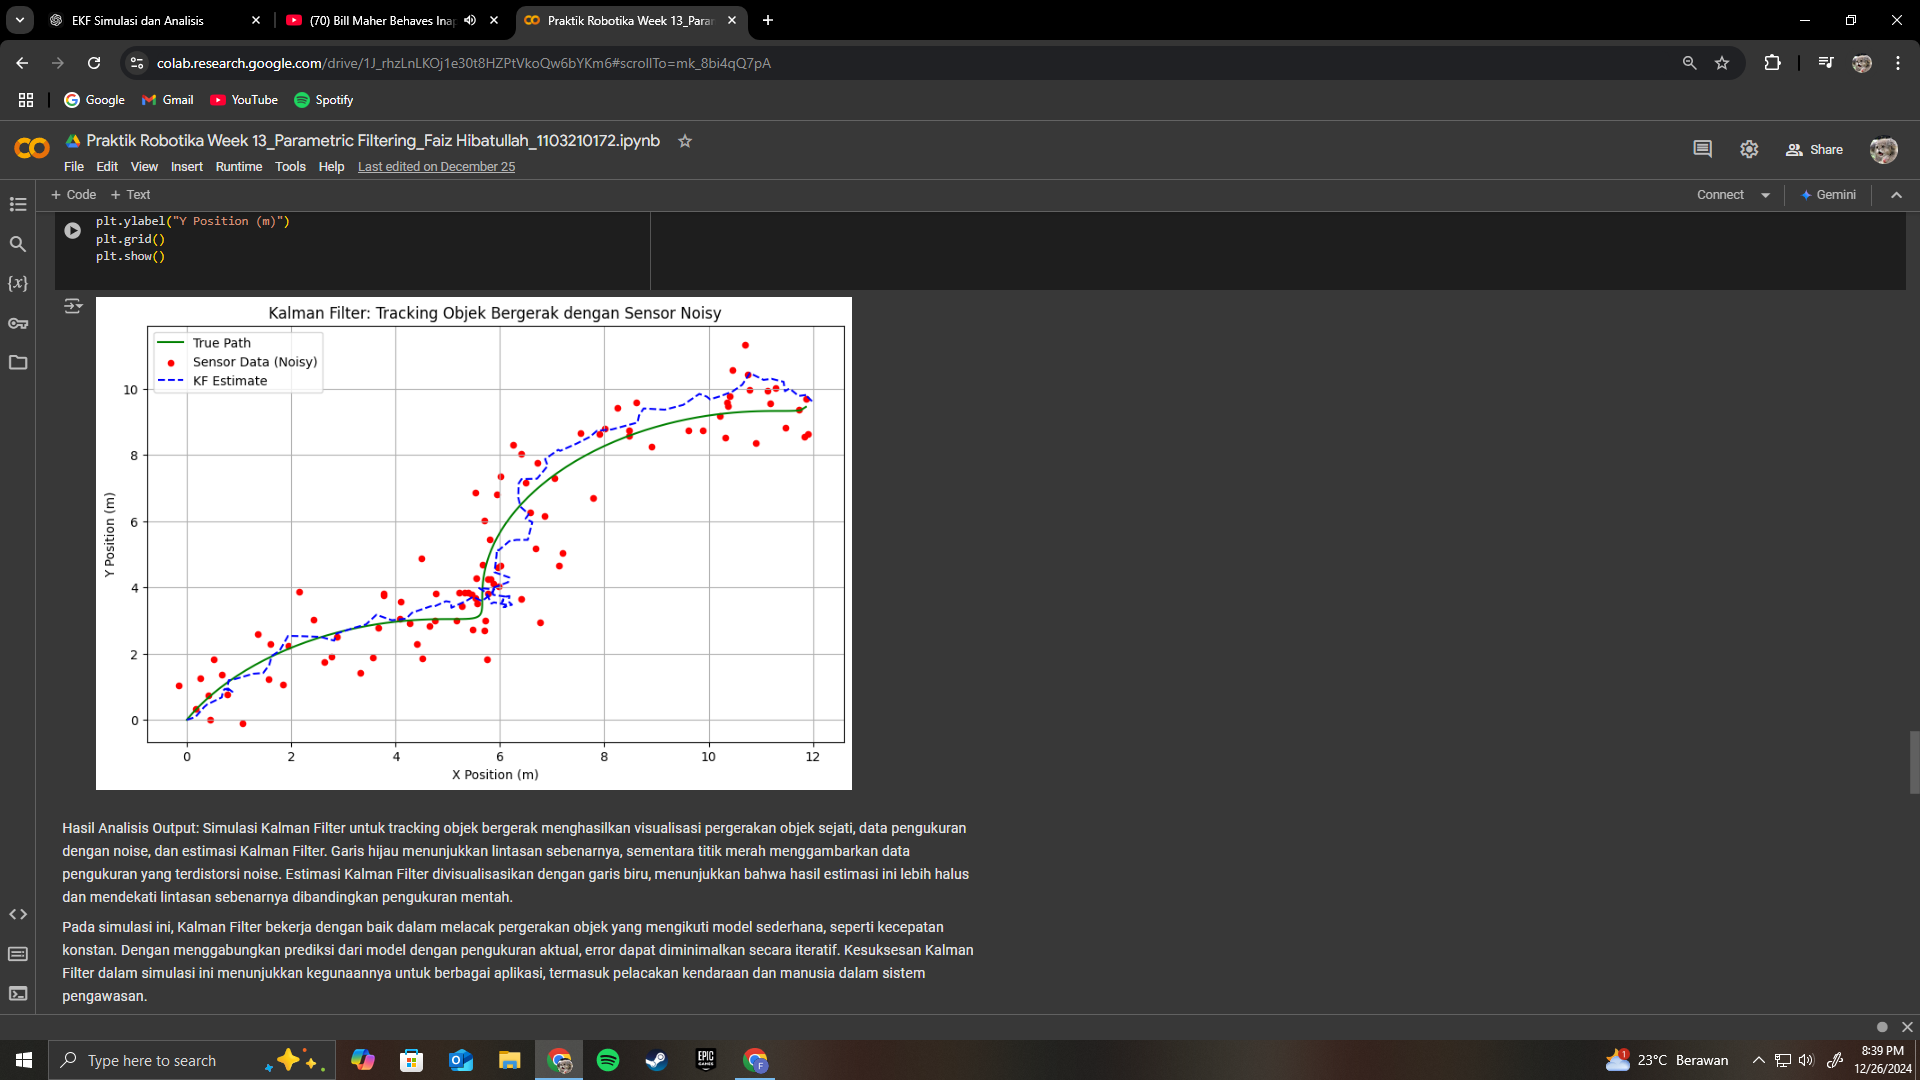 EKF Simulasi dan Analisis
(70) Bill Maher Behaves Ina
Praktik Robotika Week 13_Para
colab.research.google.com/drive/1J_rhzLnLKOj1e30t8HZPtVkoQw6bYKm6#scrollTo=mk_8bi4qQ7pA
Google
Gmail
YouTube
Spotify
Praktik Robotika Week 13_Parametric Filtering_Faiz Hibatullah_1103210172.ipynb
File Edit View Insert Runtime Tools Help Last edited on December 25
Share
+ Code + Text
Connect
Gemini
plt.ylabel("Y Position (m)")
plt.grid()
plt.show()
Kalman Filter: Tracking Objek Bergerak dengan Sensor Noisy
True Path
Sensor Data (Noisy)
KF Estimate
10
8
6
4
2
0
Y Position (m)
0 2 4 6 8 10 12
X Position (m)
Hasil Analisis Output: Simulasi Kalman Filter untuk tracking objek bergerak menghasilkan visualisasi pergerakan objek sejati, data pengukuran
dengan noise, dan estimasi Kalman Filter. Garis hijau menunjukkan lintasan sebenarnya, sementara titik merah menggambarkan data
pengukuran yang terdistorsi noise. Estimasi Kalman Filter divisualisasikan dengan garis biru, menunjukkan bahwa hasil estimasi ini lebih halus
dan mendekati lintasan sebenarnya dibandingkan pengukuran mentah.
Pada simulasi ini, Kalman Filter bekerja dengan baik dalam melacak pergerakan objek yang mengikuti model sederhana, seperti kecepatan
konstan. Dengan menggabungkan prediksi dari model dengan pengukuran aktual, error dapat diminimalkan secara iteratif. Kesuksesan Kalman
Filter dalam simulasi ini menunjukkan kegunaannya untuk berbagai aplikasi, termasuk pelacakan kendaraan dan manusia dalam sistem
pengawasan.
Type here to search
EPIC
GAMES
F
1
23°C Berawan
8:39 PM
12/26/2024